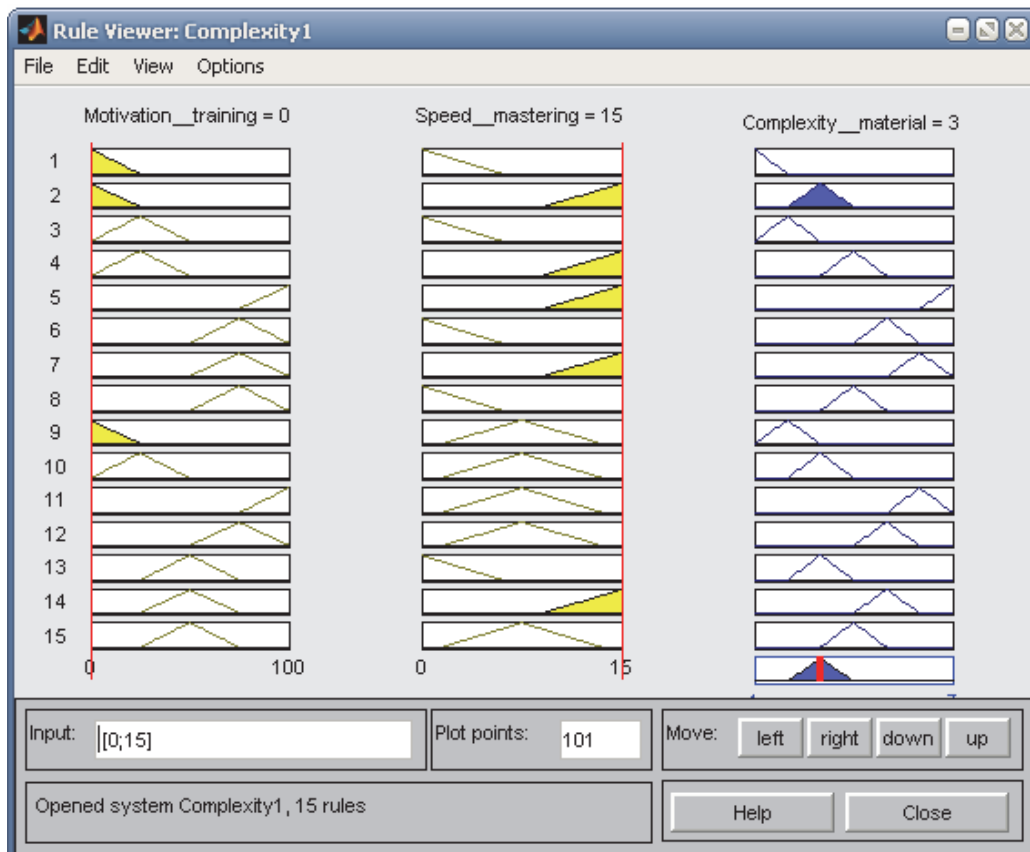 Rule Viewer: Complexity1
File Edit View Options
Motivation__training = 0
Speed__mastering = 15
Complexity__material = 3
1
2
3
4
5
6
7
8
9
10
11
12
13
14
15
0 100
0 15
Input: [0;15]
Plot points: 101
Move: left right down up
Opened system Complexity1, 15 rules
Help Close